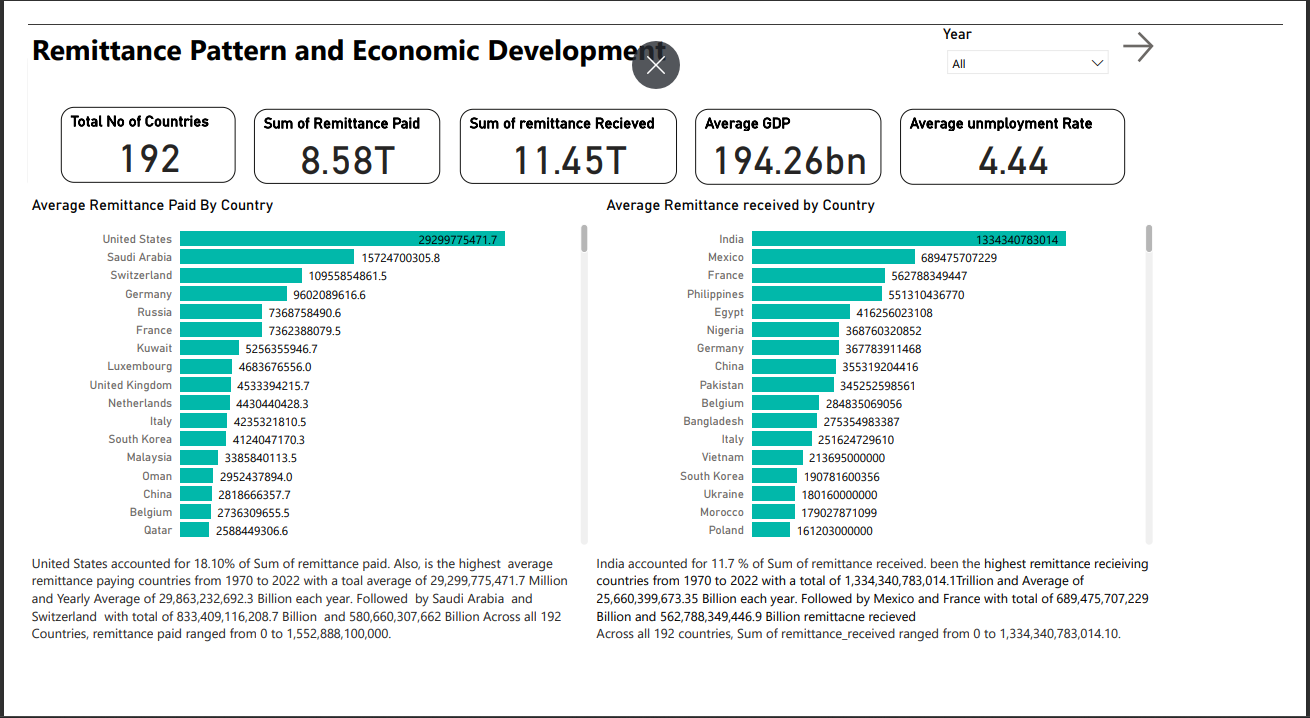 Remittance Pattern and Economic Development
Year
All
Total No of Countries
192
Sum of Remittance Paid
8.58T
Sum of remittance Recieved
11.45T
Average GDP
194.26bn
Average unmployment Rate
4.44
Average Remittance Paid By Country
United States 29299775471.7
Saudi Arabia 15724700305.8
Switzerland 10955854861.5
Germany 9602089616.6
Russia 7368758490.6
France 7362388079.5
Kuwait 5256355946.7
Luxembourg 4683676556.0
United Kingdom 4533394215.7
Netherlands 4430440428.3
Italy 4235321810.5
South Korea 4124047170.3
Malaysia 3385840113.5
Oman 2952437894.0
China 2818666357.7
Belgium 2736309655.5
Qatar 2588449306.6
United States accounted for 18.10% of Sum of remittance paid. Also, is the highest average
remittance paying countries from 1970 to 2022 with a toal average of 29,299,775,471.7 Million
and Yearly Average of 29,863,232,692.3 Billion each year. Followed by Saudi Arabia and
Switzerland with total of 833,409,116,208.7 Billion and 580,660,307,662 Billion Across all 192
Countries, remittance paid ranged from 0 to 1,552,888,100,000.
Average Remittance received by Country
India 1334340783014
Mexico 689475707229
France 562788349447
Philippines 551310436770
Egypt 416256023108
Nigeria 368760320852
Germany 367783911468
China 355319204416
Pakistan 345252598561
Belgium 284835069056
Bangladesh 275354983387
Italy 251624729610
Vietnam 213695000000
South Korea 190781600356
Ukraine 180160000000
Morocco 179027871099
Poland 161203000000
India accounted for 11.7 % of Sum of remittance received. been the highest remittance recieiving
countries from 1970 to 2022 with a total of 1,334,340,783,014.1Trillion and Average of
25,660,399,673.35 Billion each year. Followed by Mexico and France with total of 689,475,707,229
Billion and 562,788,349,446.9 Billion remittacne recieved
Across all 192 countries, Sum of remittance_received ranged from 0 to 1,334,340,783,014.10.